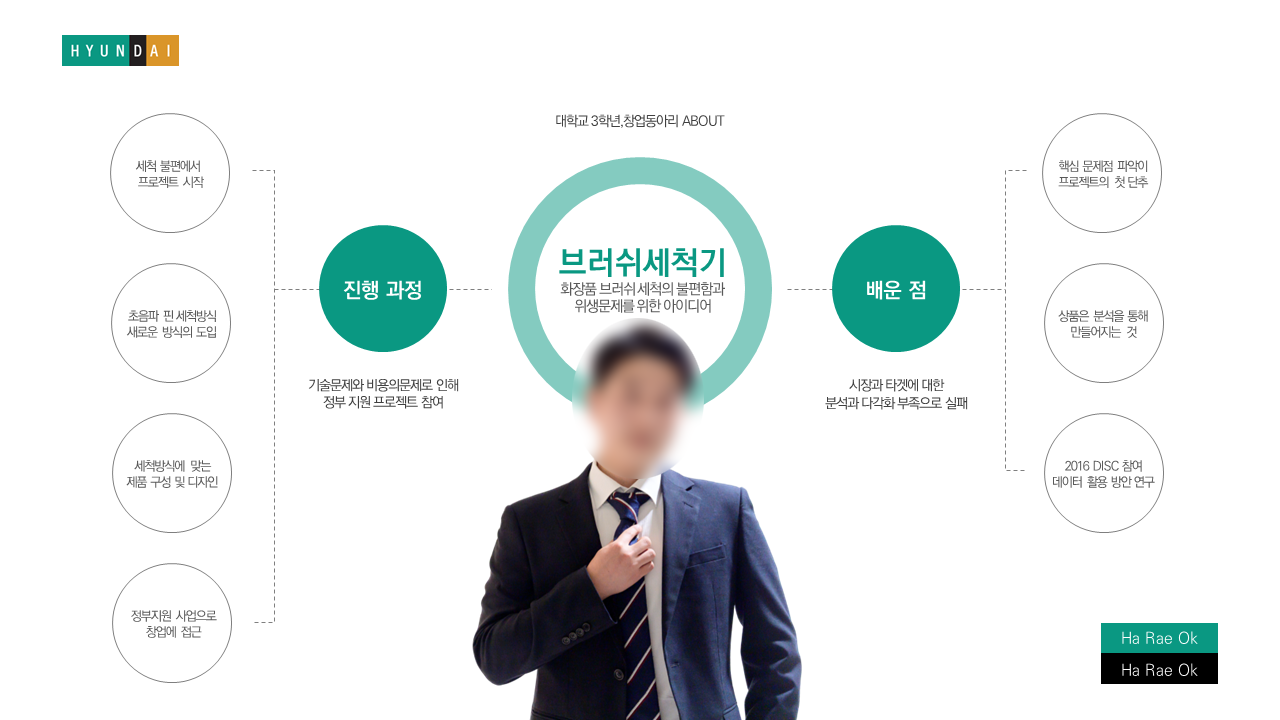 HYUNDAI
대학교 3학년,창업동아리 ABOUT
세척 불편에서
프로젝트 시작
초음파 핀 세척방식
새로운 방식의 도입
세척방식에 맞는
제품 구성 및 디자인
정부지원 사업으로
창업에 접근
진행 과정
기술문제와 비용의문제로 인해
정부 지원 프로젝트 참여
브러쉬세척기
화장품 브러쉬 세척의 불편함과
위생문제를 위한 아이디어
배운 점
시장과 타겟에 대한
분석과 다각화 부족으로 실패
핵심 문제점 파악이
프로젝트의 첫 단추
상품은 분석을 통해
만들어지는 것
2016 DISC 참여
데이터 활용 방안 연구
Ha Rae Ok
Ha Rae Ok